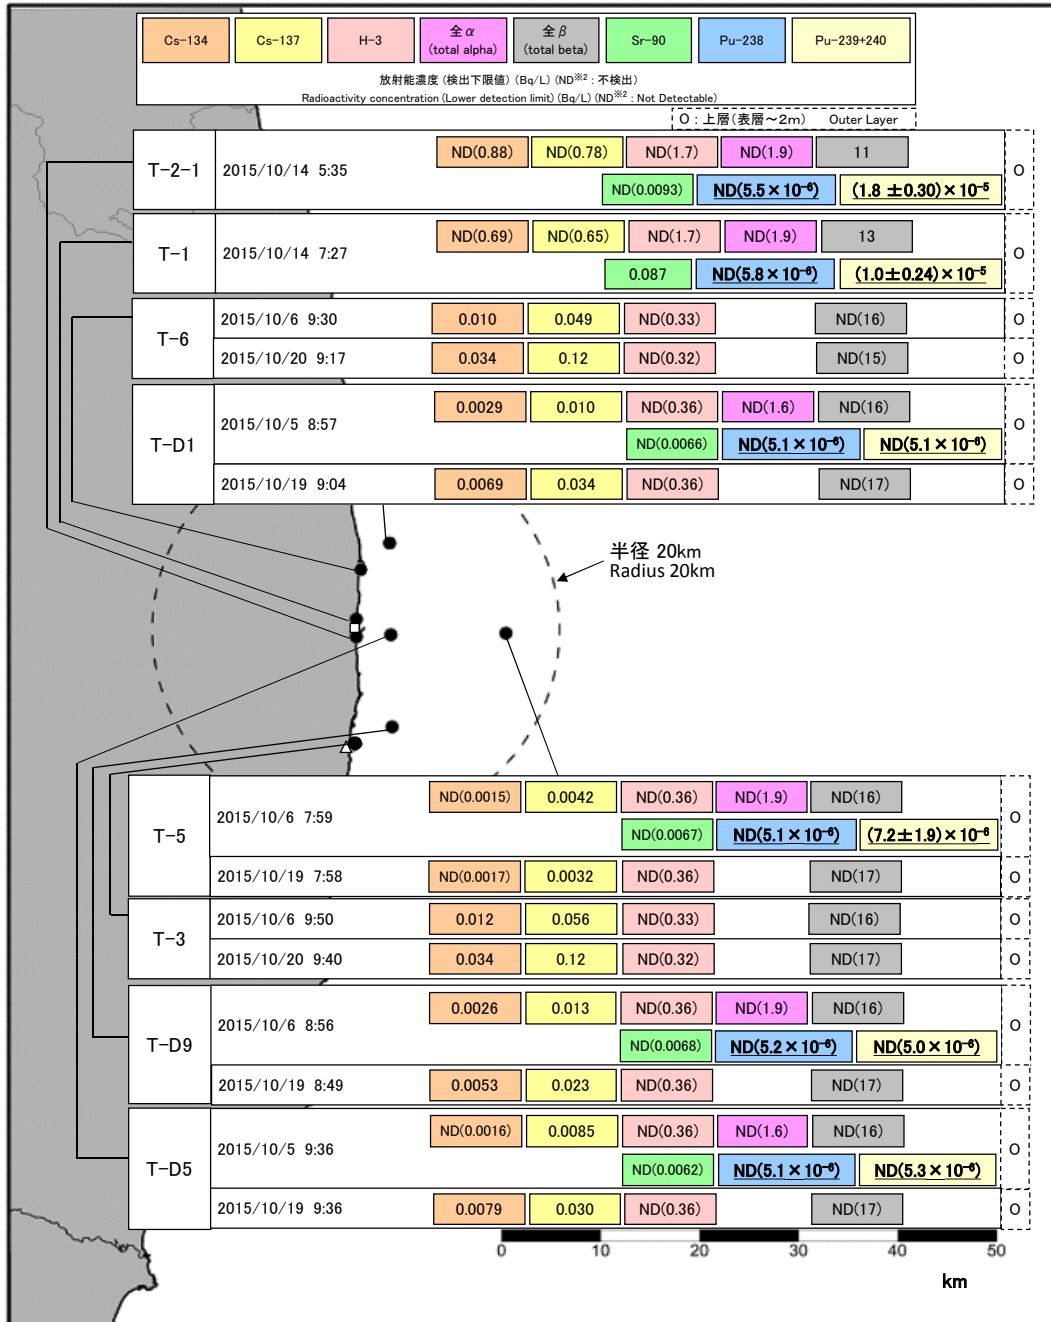 Cs-134 Cs-137 H-3 全α (total alpha) 全β (total beta) Sr-90 Pu-238 Pu-239+240
放射能濃度 (検出下限値) (Bq/L) (ND※2 : 不検出)
Radioactivity concentration (Lower detection limit) (Bq/L) (ND※2 : Not Detectable)
O : 上層(表層～2m) Outer Layer
T-2-1 2015/10/14 5:35 ND(0.88) ND(0.78) ND(1.7) ND(1.9) 11 O
ND(0.0093) ND(5.5×10⁻⁶) (1.8 ±0.30)×10⁻⁵
T-1 2015/10/14 7:27 ND(0.69) ND(0.65) ND(1.7) ND(1.9) 13 O
0.087 ND(5.8×10⁻⁶) (1.0±0.24)×10⁻⁵
T-6 2015/10/6 9:30 0.010 0.049 ND(0.33) ND(16) O
2015/10/20 9:17 0.034 0.12 ND(0.32) ND(15) O
T-D1 2015/10/5 8:57 0.0029 0.010 ND(0.36) ND(1.6) ND(16) O
ND(0.0066) ND(5.1×10⁻⁶) ND(5.1×10⁻⁶)
2015/10/19 9:04 0.0069 0.034 ND(0.36) ND(17) O
半径 20km
Radius 20km
T-5 2015/10/6 7:59 ND(0.0015) 0.0042 ND(0.36) ND(1.9) ND(16) O
ND(0.0067) ND(5.1×10⁻⁶) (7.2±1.9)×10⁻⁶
2015/10/19 7:58 ND(0.0017) 0.0032 ND(0.36) ND(17) O
T-3 2015/10/6 9:50 0.012 0.056 ND(0.33) ND(16) O
2015/10/20 9:40 0.034 0.12 ND(0.32) ND(17) O
T-D9 2015/10/6 8:56 0.0026 0.013 ND(0.36) ND(1.9) ND(16) O
ND(0.0068) ND(5.2×10⁻⁶) ND(5.0×10⁻⁶)
2015/10/19 8:49 0.0053 0.023 ND(0.36) ND(17) O
T-D5 2015/10/5 9:36 ND(0.0016) 0.0085 ND(0.36) ND(1.6) ND(16) O
ND(0.0062) ND(5.1×10⁻⁶) ND(5.3×10⁻⁶)
2015/10/19 9:36 0.0079 0.030 ND(0.36) ND(17) O
0 10 20 30 40 50
km